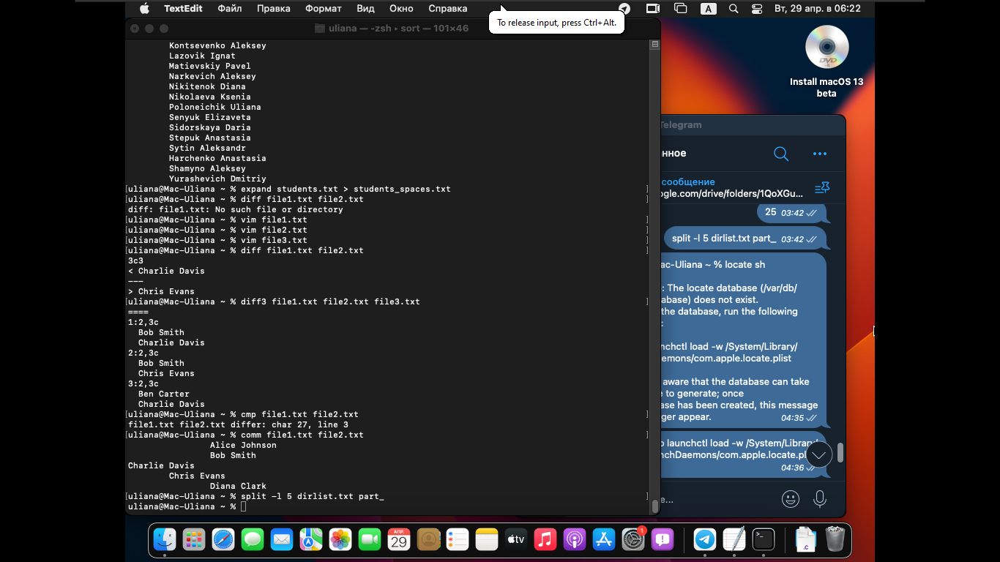 TextEdit Файл Правка Формат Вид Окно Справка A Вт, 29 апр. в 06:22
To release input, press Ctrl+Alt.
uliana — -zsh ▸ sort — 101×46
Kontsevenko Aleksey
Lazovik Ignat
Matievskiy Pavel
Narkevich Aleksey
Nikitenok Diana
Nikolaeva Ksenia
Poloneichik Uliana
Senyuk Elizaveta
Sidorskaya Daria
Stepuk Anastasia
Sytin Aleksandr
Harchenko Anastasia
Shamyno Aleksey
Yurashevich Dmitriy
[uliana@Mac-Uliana ~ % expand students.txt > students_spaces.txt ]
[uliana@Mac-Uliana ~ % diff file1.txt file2.txt ]
diff: file1.txt: No such file or directory
[uliana@Mac-Uliana ~ % vim file1.txt ]
[uliana@Mac-Uliana ~ % vim file2.txt ]
[uliana@Mac-Uliana ~ % vim file3.txt ]
[uliana@Mac-Uliana ~ % diff file1.txt file2.txt ]
3c3
< Charlie Davis
---
> Chris Evans
[uliana@Mac-Uliana ~ % diff3 file1.txt file2.txt file3.txt ]
====
1:2,3c
Bob Smith
Charlie Davis
2:2,3c
Bob Smith
Chris Evans
3:2,3c
Ben Carter
Charlie Davis
[uliana@Mac-Uliana ~ % cmp file1.txt file2.txt ]
file1.txt file2.txt differ: char 27, line 3
[uliana@Mac-Uliana ~ % comm file1.txt file2.txt ]
Alice Johnson
Bob Smith
Charlie Davis
Chris Evans
Diana Clark
[uliana@Mac-Uliana ~ % split -l 5 dirlist.txt part_ ]
uliana@Mac-Uliana ~ %
Install macOS 13
beta
DVD
Telegram
нное
сообщение
ogle.com/drive/folders/1QoXGu...
25 03:42
split -l 5 dirlist.txt part_ 03:42
ac-Uliana ~ % locate sh
: The locate database (/var/db/
abase) does not exist.
the database, run the following
:
nchctl load -w /System/Library/
emons/com.apple.locate.plist
aware that the database can take
e to generate; once
ase has been created, this message
ger appear. 04:35
o launchctl load -w /System/Library/
nchDaemons/com.apple.locate.pl
04:36
e...
АПР.
29
tv
1
.c